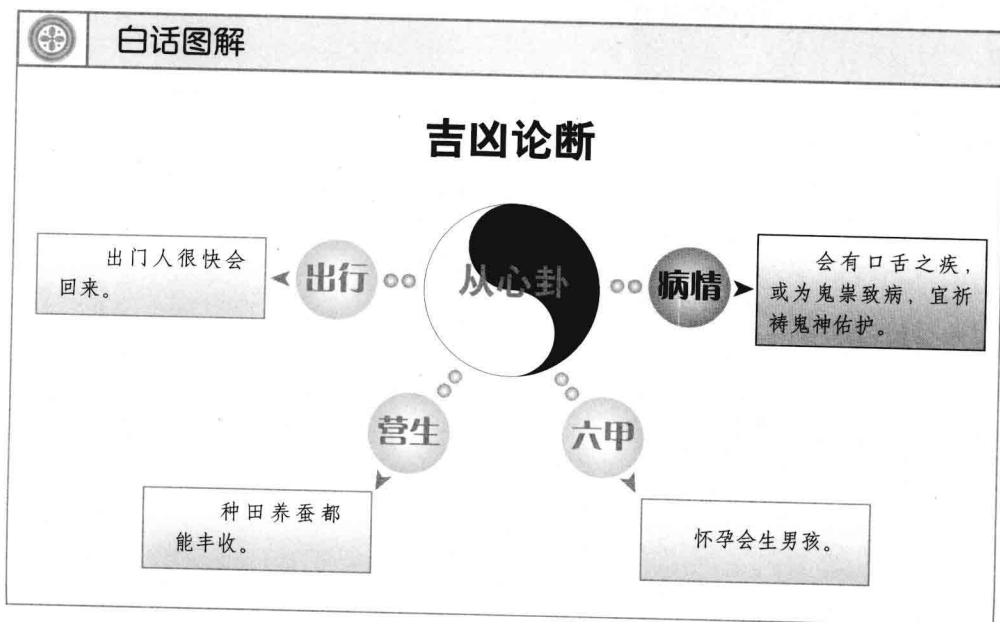 白话图解
吉凶论断
出门人很快会
回来。
出行
从心卦
病情
会有口舌之疾，
或为鬼祟致病，宜祈
祷鬼神佑护。
营生
六甲
种田养蚕都
能丰收。
怀孕会生男孩。